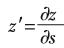 z′ = ∂z/∂s